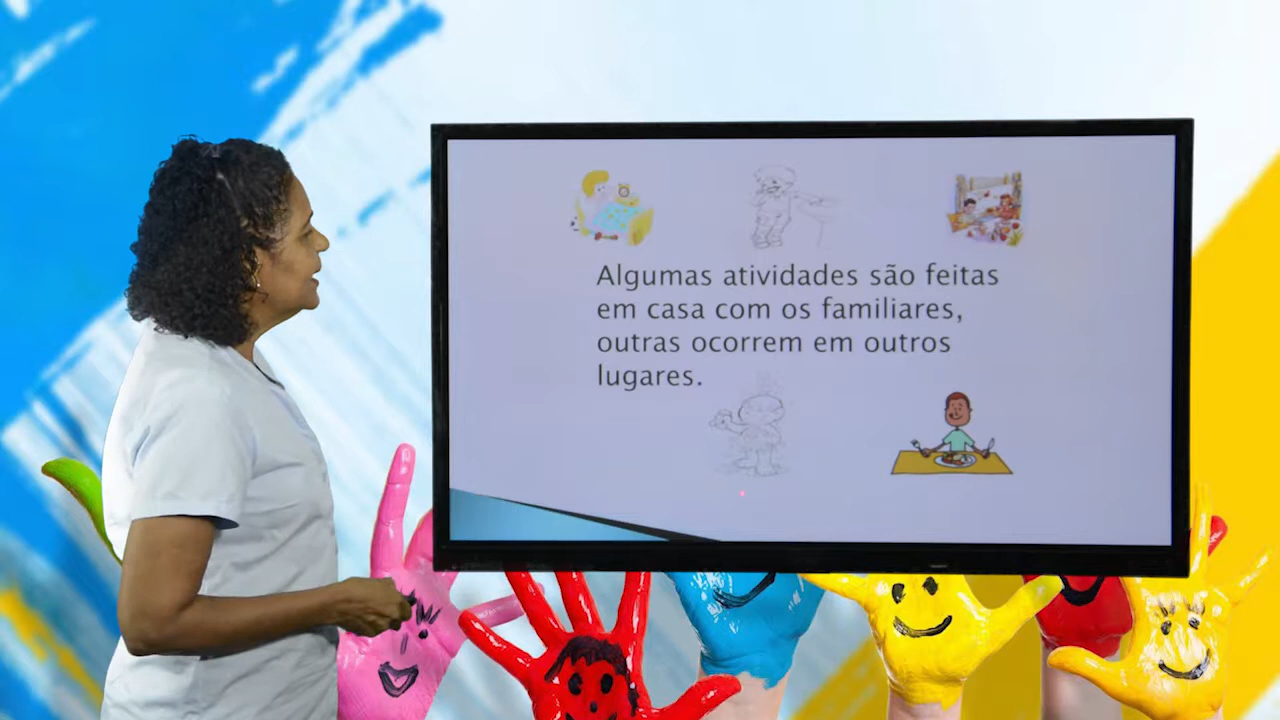 Algumas atividades são feitas
em casa com os familiares,
outras ocorrem em outros
lugares.